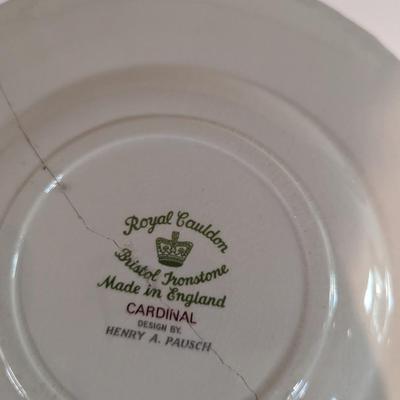 Royal Cauldon
Bristol Ironstone
Made in England
CARDINAL
DESIGN BY.
HENRY A. PAUSCH